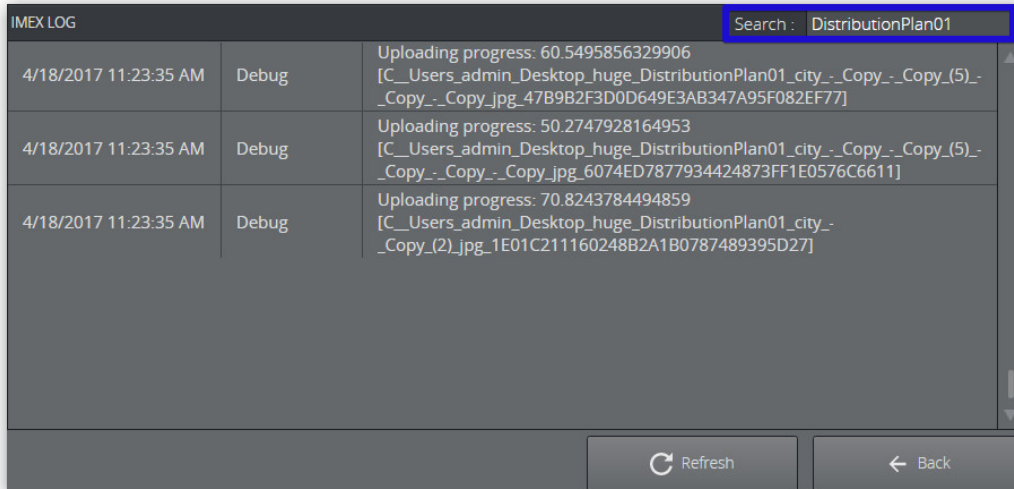 IMEX LOG
Search : DistributionPlan01
4/18/2017 11:23:35 AM Debug Uploading progress: 60.5495856329906
[C__Users_admin_Desktop_huge_DistributionPlan01_city_-_Copy_-_Copy_(5)_-
_Copy_-_Copy_jpg_47B9B2F3D0D649E3AB347A95F082EF77]
4/18/2017 11:23:35 AM Debug Uploading progress: 50.2747928164953
[C__Users_admin_Desktop_huge_DistributionPlan01_city_-_Copy_-_Copy_(5)_-
_Copy_-_Copy_-_Copy_jpg_6074ED7877934424873FF1E0576C6611]
4/18/2017 11:23:35 AM Debug Uploading progress: 70.8243784494859
[C__Users_admin_Desktop_huge_DistributionPlan01_city_-
_Copy_(2)_jpg_1E01C211160248B2A1B0787489395D27]
Refresh
Back